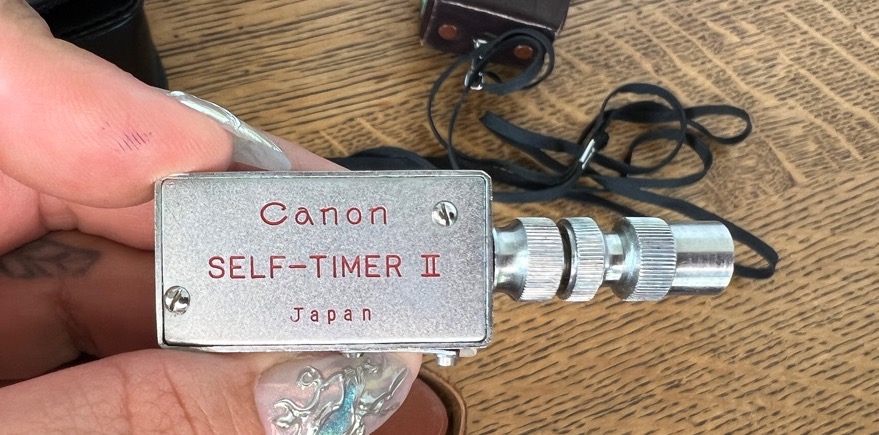 Canon
SELF-TIMER II
Japan